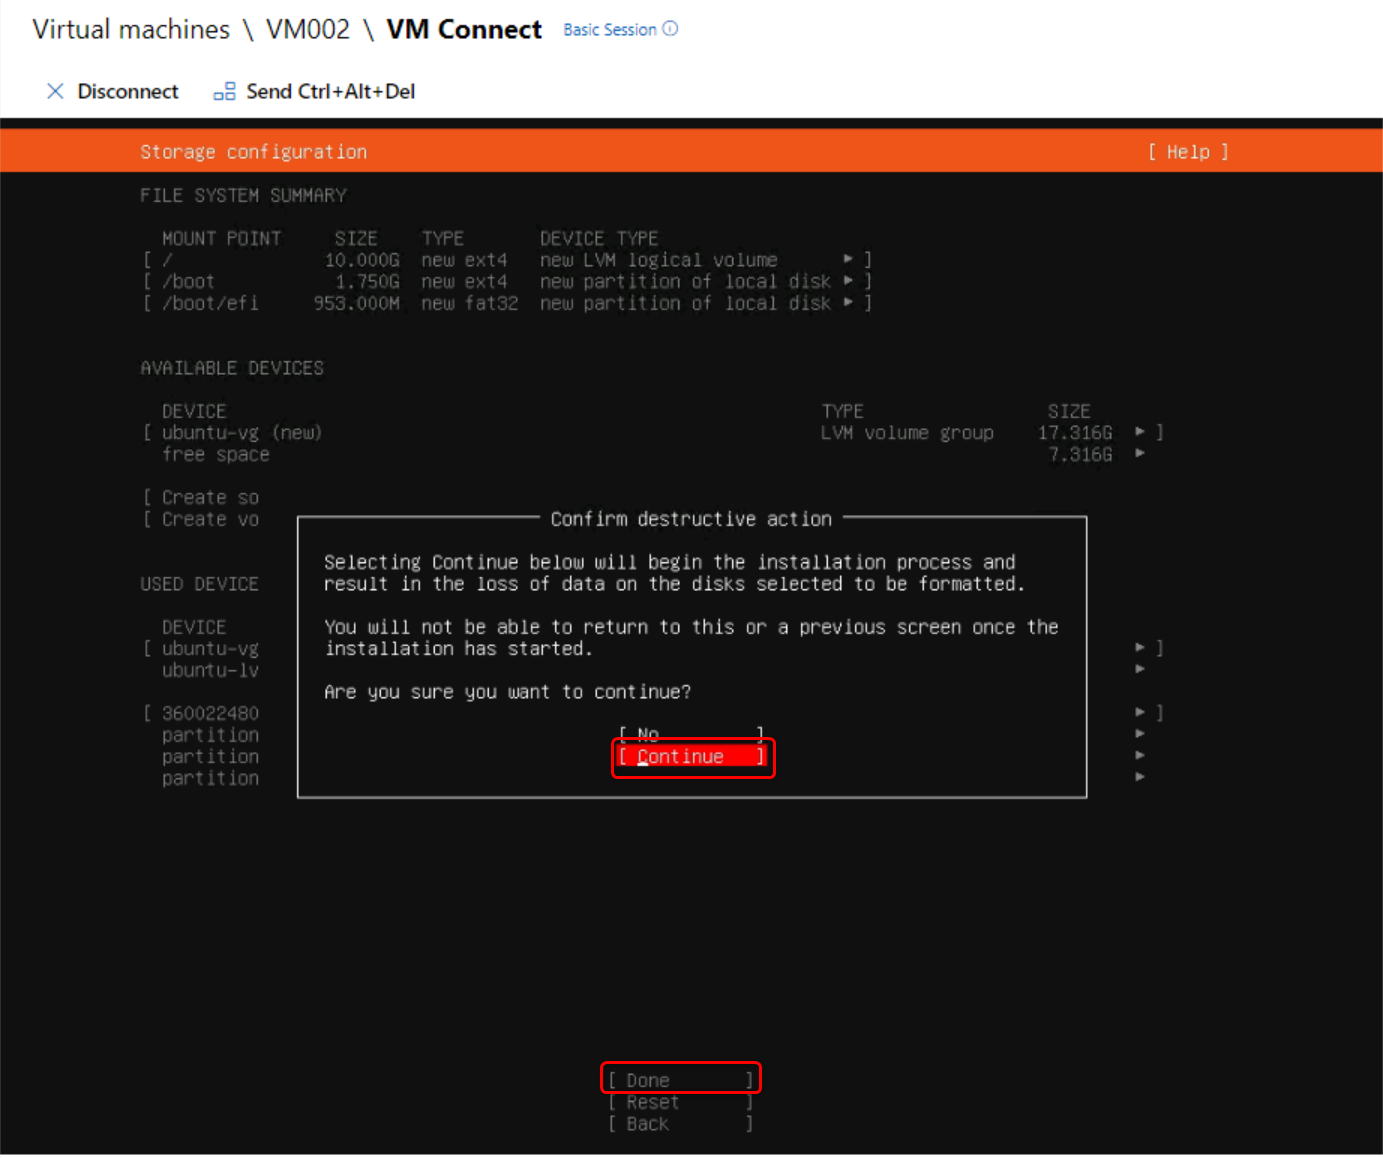 Virtual machines \ VM002 \ VM Connect Basic Session
Disconnect Send Ctrl+Alt+Del
Storage configuration [ Help ]
FILE SYSTEM SUMMARY
MOUNT POINT SIZE TYPE DEVICE TYPE
[ / 10.000G new ext4 new LVM logical volume ▸ ]
[ /boot 1.750G new ext4 new partition of local disk ▸ ]
[ /boot/efi 953.000M new fat32 new partition of local disk ▸ ]
AVAILABLE DEVICES
DEVICE TYPE SIZE
[ ubuntu-vg (new) LVM volume group 17.316G ▸ ]
free space 7.316G ▸
[ Create so
[ Create vo
Confirm destructive action
Selecting Continue below will begin the installation process and
result in the loss of data on the disks selected to be formatted.
You will not be able to return to this or a previous screen once the
installation has started.
Are you sure you want to continue?
[ No ]
[ Continue ]
USED DEVICE
DEVICE
[ ubuntu-vg ▸ ]
ubuntu-lv ▸
[ 360022480 ▸ ]
partition ▸
partition ▸
partition ▸
[ Done ]
[ Reset ]
[ Back ]